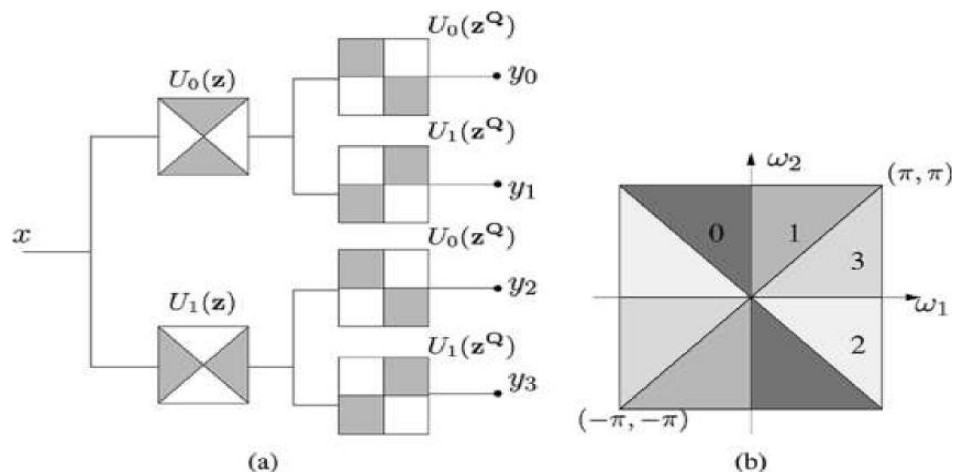 U₀(z^Q)
U₀(z)
y₀
U₁(z^Q)
y₁
x
U₀(z^Q)
U₁(z)
y₂
U₁(z^Q)
y₃
(a)
ω₂
(π, π)
0
1
3
ω₁
2
(−π, −π)
(b)